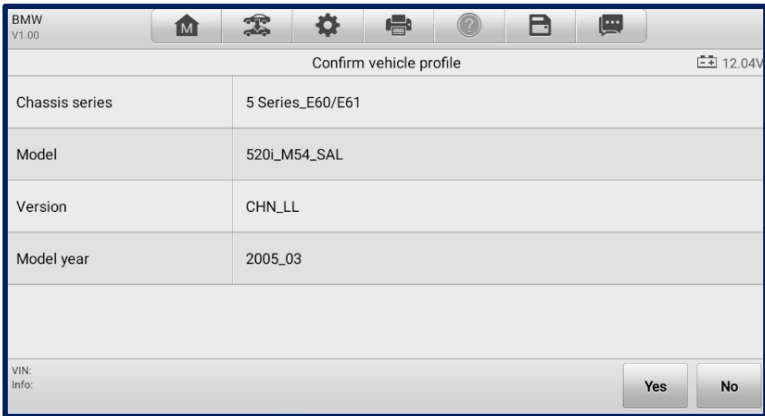 BMW
V1.00
M
Confirm vehicle profile
12.04V
Chassis series 5 Series_E60/E61
Model 520i_M54_SAL
Version CHN_LL
Model year 2005_03
VIN:
Info:
Yes No